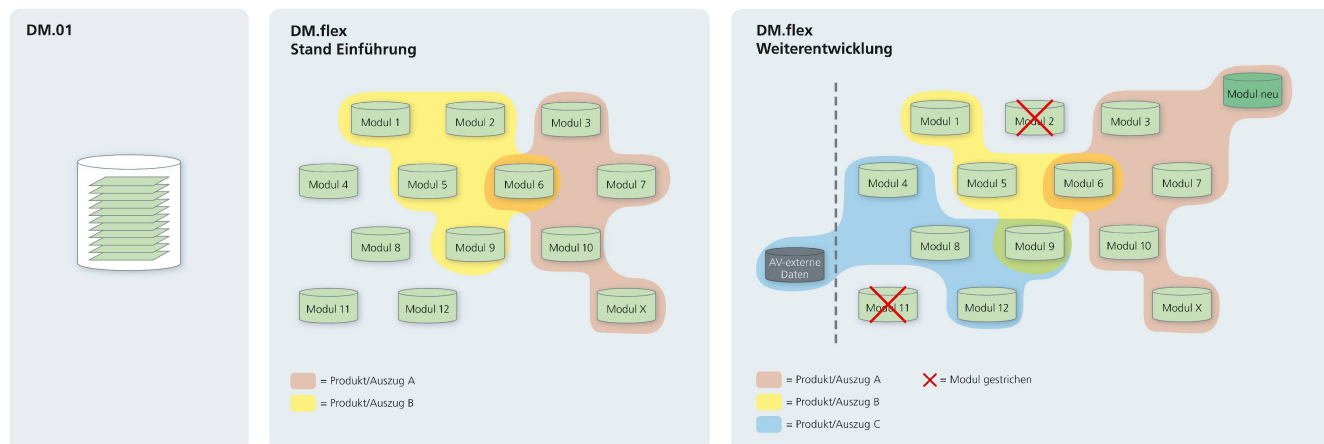 DM.01
DM.flex
Stand Einführung
Modul 1
Modul 2
Modul 3
Modul 4
Modul 5
Modul 6
Modul 7
Modul 8
Modul 9
Modul 10
Modul 11
Modul 12
Modul X
= Produkt/Auszug A
= Produkt/Auszug B
DM.flex
Weiterentwicklung
Modul neu
Modul 1
Modul 2
Modul 3
Modul 4
Modul 5
Modul 6
Modul 7
Modul 8
Modul 9
Modul 10
AV-externe
Daten
Modul 11
Modul 12
Modul X
= Produkt/Auszug A
= Modul gestrichen
= Produkt/Auszug B
= Produkt/Auszug C